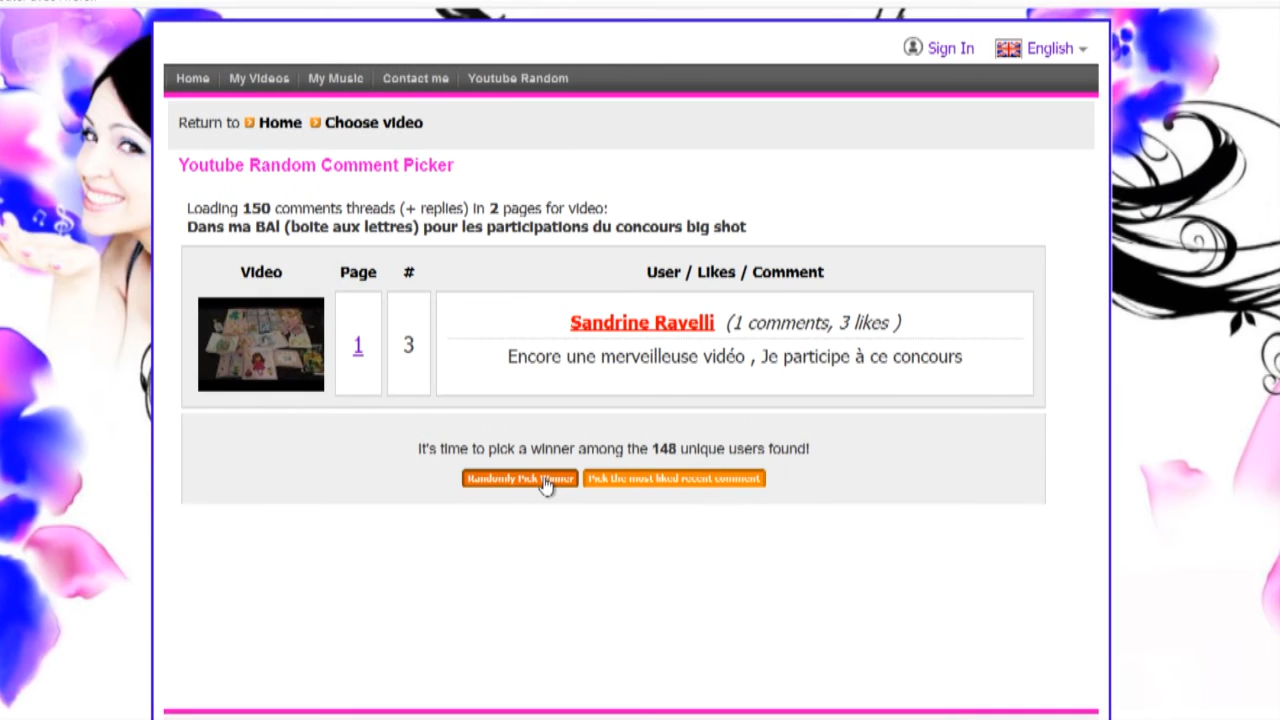 Sign In English
Home My Videos My Music Contact me Youtube Random
Return to Home Choose video
Youtube Random Comment Picker
Loading 150 comments threads (+ replies) in 2 pages for video:
Dans ma BAl (boite aux lettres) pour les participations du concours big shot
Video Page # User / Likes / Comment
1 3
Sandrine Ravelli (1 comments, 3 likes )
Encore une merveilleuse vidéo , Je participe à ce concours
It's time to pick a winner among the 148 unique users found!
Randomly Pick Winner Pick the most liked recent comment